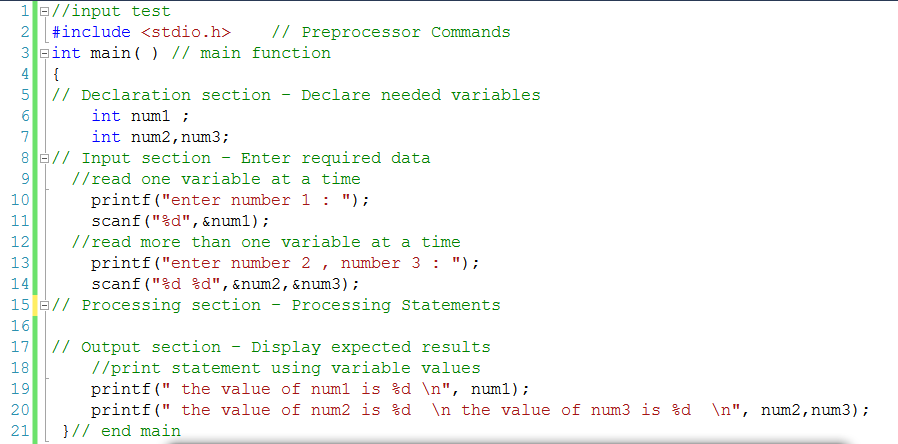 1 //input test
2 #include <stdio.h>    // Preprocessor Commands
3 int main( ) // main function
4 {
5 // Declaration section - Declare needed variables
6     int num1 ;
7     int num2,num3;
8 // Input section - Enter required data
9   //read one variable at a time
10     printf("enter number 1 : ");
11     scanf("%d",&num1);
12   //read more than one variable at a time
13     printf("enter number 2 , number 3 : ");
14     scanf("%d %d",&num2,&num3);
15 // Processing section - Processing Statements
16
17 // Output section - Display expected results
18     //print statement using variable values
19     printf(" the value of num1 is %d \n", num1);
20     printf(" the value of num2 is %d  \n the value of num3 is %d  \n", num2,num3);
21  }// end main